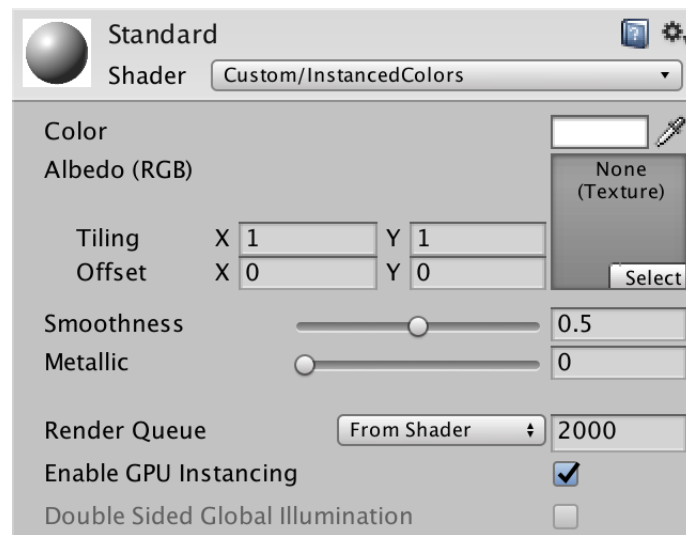 Standard
Shader Custom/InstancedColors
Color
Albedo (RGB)
None
(Texture)
Tiling X 1 Y 1
Offset X 0 Y 0
Select
Smoothness 0.5
Metallic 0
Render Queue From Shader 2000
Enable GPU Instancing
Double Sided Global Illumination